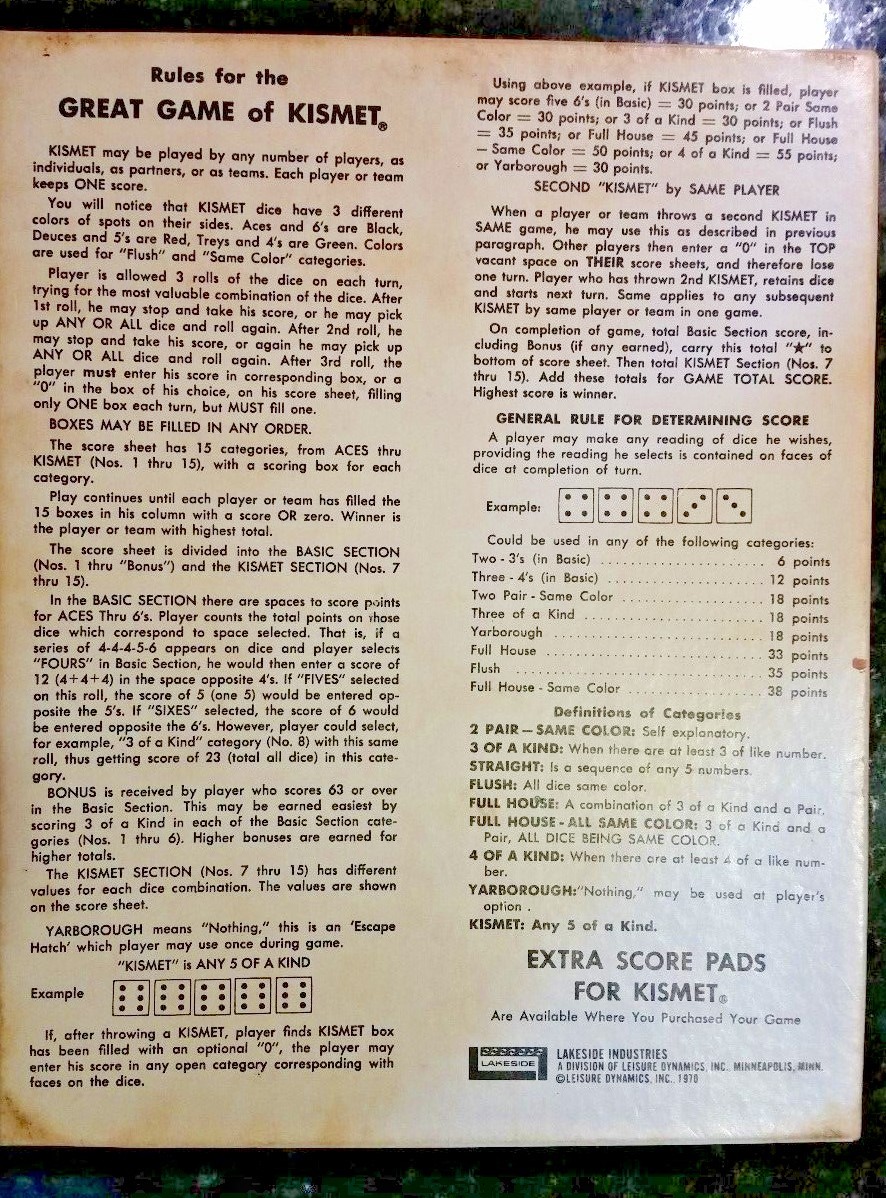 Rules for the
GREAT GAME of KISMET®
KISMET may be played by any number of players, as
individuals, as partners, or as teams. Each player or team
keeps ONE score.
You will notice that KISMET dice have 3 different
colors of spots on their sides. Aces and 6's are Black,
Deuces and 5's are Red, Treys and 4's are Green. Colors
are used for "Flush" and "Same Color" categories.
Player is allowed 3 rolls of the dice on each turn,
trying for the most valuable combination of the dice. After
1st roll, he may stop and take his score, or he may pick
up ANY OR ALL dice and roll again. After 2nd roll, he
may stop and take his score, or again he may pick up
ANY OR ALL dice and roll again. After 3rd roll, the
player must enter his score in corresponding box, or a
"0" in the box of his choice, on his score sheet, filling
only ONE box each turn, but MUST fill one.
BOXES MAY BE FILLED IN ANY ORDER.
The score sheet has 15 categories, from ACES thru
KISMET (Nos. 1 thru 15), with a scoring box for each
category.
Play continues until each player or team has filled the
15 boxes in his column with a score OR zero. Winner is
the player or team with highest total.
The score sheet is divided into the BASIC SECTION
(Nos. 1 thru "Bonus") and the KISMET SECTION (Nos. 7
thru 15).
In the BASIC SECTION there are spaces to score points
for ACES Thru 6's. Player counts the total points on those
dice which correspond to space selected. That is, if a
series of 4-4-4-5-6 appears on dice and player selects
"FOURS" in Basic Section, he would then enter a score of
12 (4+4+4) in the space opposite 4's. If "FIVES" selected
on this roll, the score of 5 (one 5) would be entered op-
posite the 5's. If "SIXES" selected, the score of 6 would
be entered opposite the 6's. However, player could select,
for example, "3 of a Kind" category (No. 8) with this same
roll, thus getting score of 23 (total all dice) in this cate-
gory.
BONUS is received by player who scores 63 or over
in the Basic Section. This may be earned easiest by
scoring 3 of a Kind in each of the Basic Section cate-
gories (Nos. 1 thru 6). Higher bonuses are earned for
higher totals.
The KISMET SECTION (Nos. 7 thru 15) has different
values for each dice combination. The values are shown
on the score sheet.
YARBOROUGH means "Nothing," this is an 'Escape
Hatch' which player may use once during game.
"KISMET" is ANY 5 OF A KIND
Example
If, after throwing a KISMET, player finds KISMET box
has been filled with an optional "0", the player may
enter his score in any open category corresponding with
faces on the dice.
Using above example, if KISMET box is filled, player
may score five 6's (in Basic) = 30 points; or 2 Pair Same
Color = 30 points; or 3 of a Kind = 30 points; or Flush
= 35 points; or Full House = 45 points; or Full House
– Same Color = 50 points; or 4 of a Kind = 55 points;
or Yarborough = 30 points.
SECOND "KISMET" by SAME PLAYER
When a player or team throws a second KISMET in
SAME game, he may use this as described in previous
paragraph. Other players then enter a "0" in the TOP
vacant space on THEIR score sheets, and therefore lose
one turn. Player who has thrown 2nd KISMET, retains dice
and starts next turn. Same applies to any subsequent
KISMET by same player or team in one game.
On completion of game, total Basic Section score, in-
cluding Bonus (if any earned), carry this total "★" to
bottom of score sheet. Then total KISMET Section (Nos. 7
thru 15). Add these totals for GAME TOTAL SCORE.
Highest score is winner.
GENERAL RULE FOR DETERMINING SCORE
A player may make any reading of dice he wishes,
providing the reading he selects is contained on faces of
dice at completion of turn.
Example:
Could be used in any of the following categories:
Two - 3's (in Basic) ........................ 6 points
Three - 4's (in Basic) ........................ 12 points
Two Pair - Same Color ........................ 18 points
Three of a Kind ........................ 18 points
Yarborough ........................ 18 points
Full House ........................ 33 points
Flush ........................ 35 points
Full House - Same Color ........................ 38 points
Definitions of Categories
2 PAIR – SAME COLOR: Self explanatory.
3 OF A KIND: When there are at least 3 of like number.
STRAIGHT: Is a sequence of any 5 numbers.
FLUSH: All dice same color.
FULL HOUSE: A combination of 3 of a Kind and a Pair.
FULL HOUSE - ALL SAME COLOR: 3 of a Kind and a
Pair, ALL DICE BEING SAME COLOR.
4 OF A KIND: When there are at least 4 of a like num-
ber.
YARBOROUGH: "Nothing," may be used at player's
option .
KISMET: Any 5 of a Kind.
EXTRA SCORE PADS
FOR KISMET®
Are Available Where You Purchased Your Game
LAKESIDE
LAKESIDE INDUSTRIES
A DIVISION OF LEISURE DYNAMICS, INC. MINNEAPOLIS, MINN.
©LEISURE DYNAMICS, INC., 1970